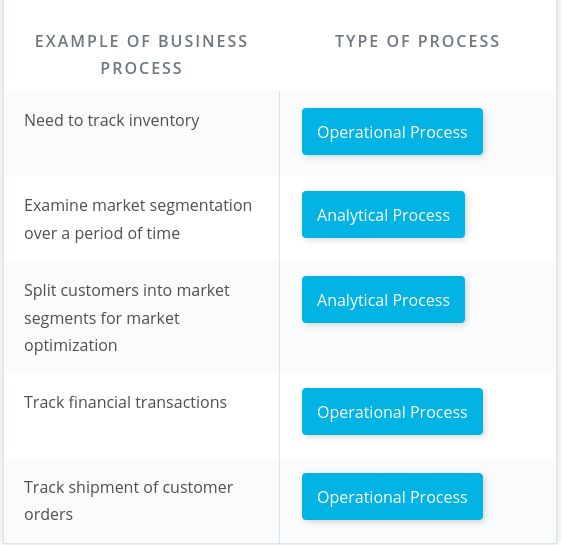 EXAMPLE OF BUSINESS
PROCESS
TYPE OF PROCESS
Need to track inventory
Operational Process
Examine market segmentation
over a period of time
Analytical Process
Split customers into market
segments for market
optimization
Analytical Process
Track financial transactions
Operational Process
Track shipment of customer
orders
Operational Process